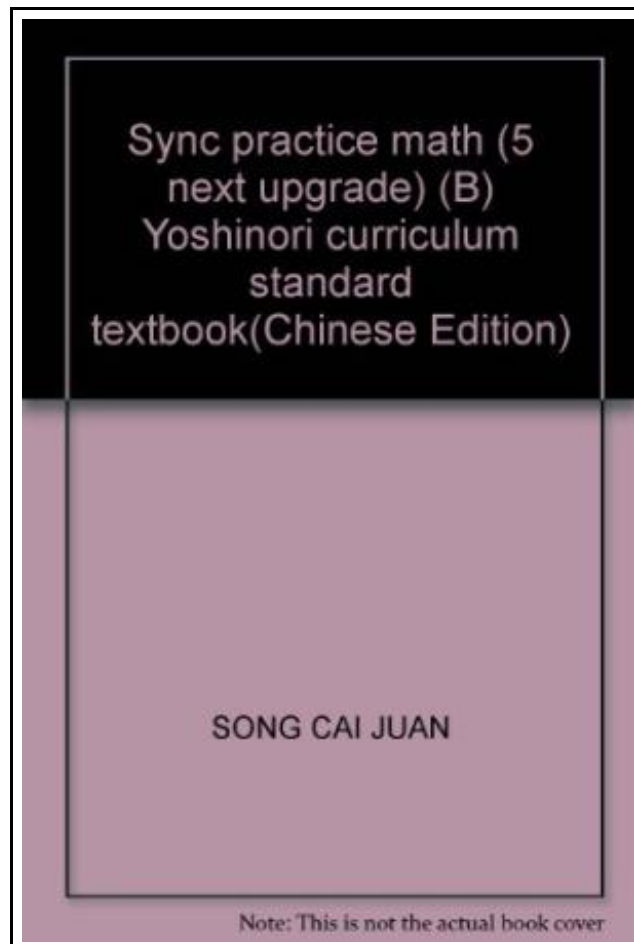 Sync practice math (5
next upgrade) (B)
Yoshinori curriculum
standard
textbook(Chinese Edition)
SONG CAI JUAN
Note: This is not the actual book cover